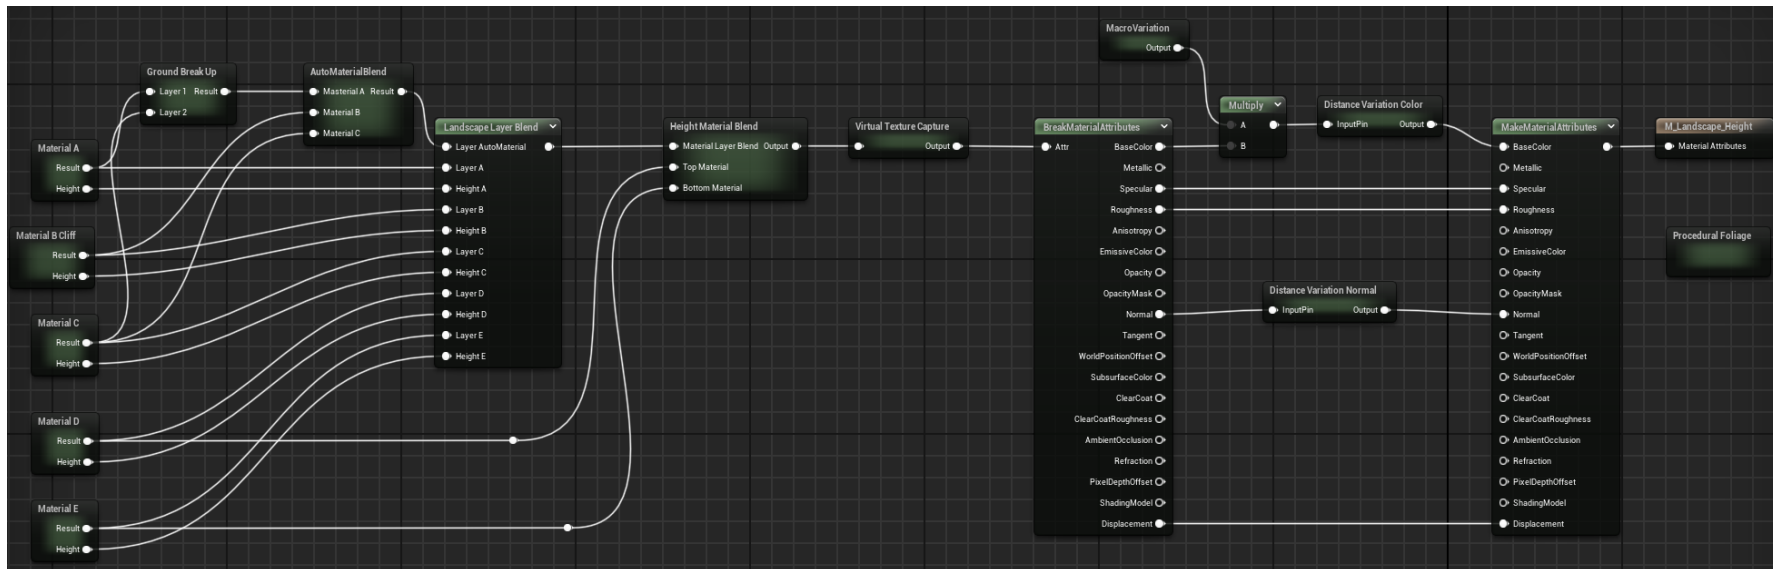 MacroVariation
Output
Ground Break Up
Layer 1 Result
Layer 2
AutoMaterialBlend
Masterial A Result
Material B
Material C
Material A
Result
Height
Material B Cliff
Result
Height
Material C
Result
Height
Material D
Result
Height
Material E
Result
Height
Landscape Layer Blend
Layer AutoMaterial
Layer A
Height A
Layer B
Height B
Layer C
Height C
Layer D
Height D
Layer E
Height E
Height Material Blend
Material Layer Blend Output
Top Material
Bottom Material
Virtual Texture Capture
Output
BreakMaterialAttributes
Attr BaseColor
Metallic
Specular
Roughness
Anisotropy
EmissiveColor
Opacity
OpacityMask
Normal
Tangent
WorldPositionOffset
SubsurfaceColor
ClearCoat
ClearCoatRoughness
AmbientOcclusion
Refraction
PixelDepthOffset
ShadingModel
Displacement
Multiply
A
B
Distance Variation Color
InputPin Output
Distance Variation Normal
InputPin Output
MakeMaterialAttributes
BaseColor
Metallic
Specular
Roughness
Anisotropy
EmissiveColor
Opacity
OpacityMask
Normal
Tangent
WorldPositionOffset
SubsurfaceColor
ClearCoat
ClearCoatRoughness
AmbientOcclusion
Refraction
PixelDepthOffset
ShadingModel
Displacement
M_Landscape_Height
Material Attributes
Procedural Foliage